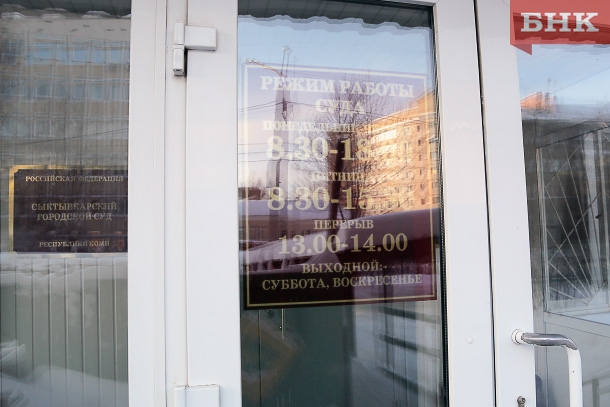 БНК
РОССИЙСКАЯ ФЕДЕРАЦИЯ
СЫКТЫВКАРСКИЙ
ГОРОДСКОЙ СУД
РЕСПУБЛИКИ КОМИ
РЕЖИМ РАБОТЫ
СУДА
8.30-
8.30-
ПЕРЕРЫВ
13.00-14.00
ВЫХОДНОЙ:
СУББОТА, ВОСКРЕСЕНЬЕ